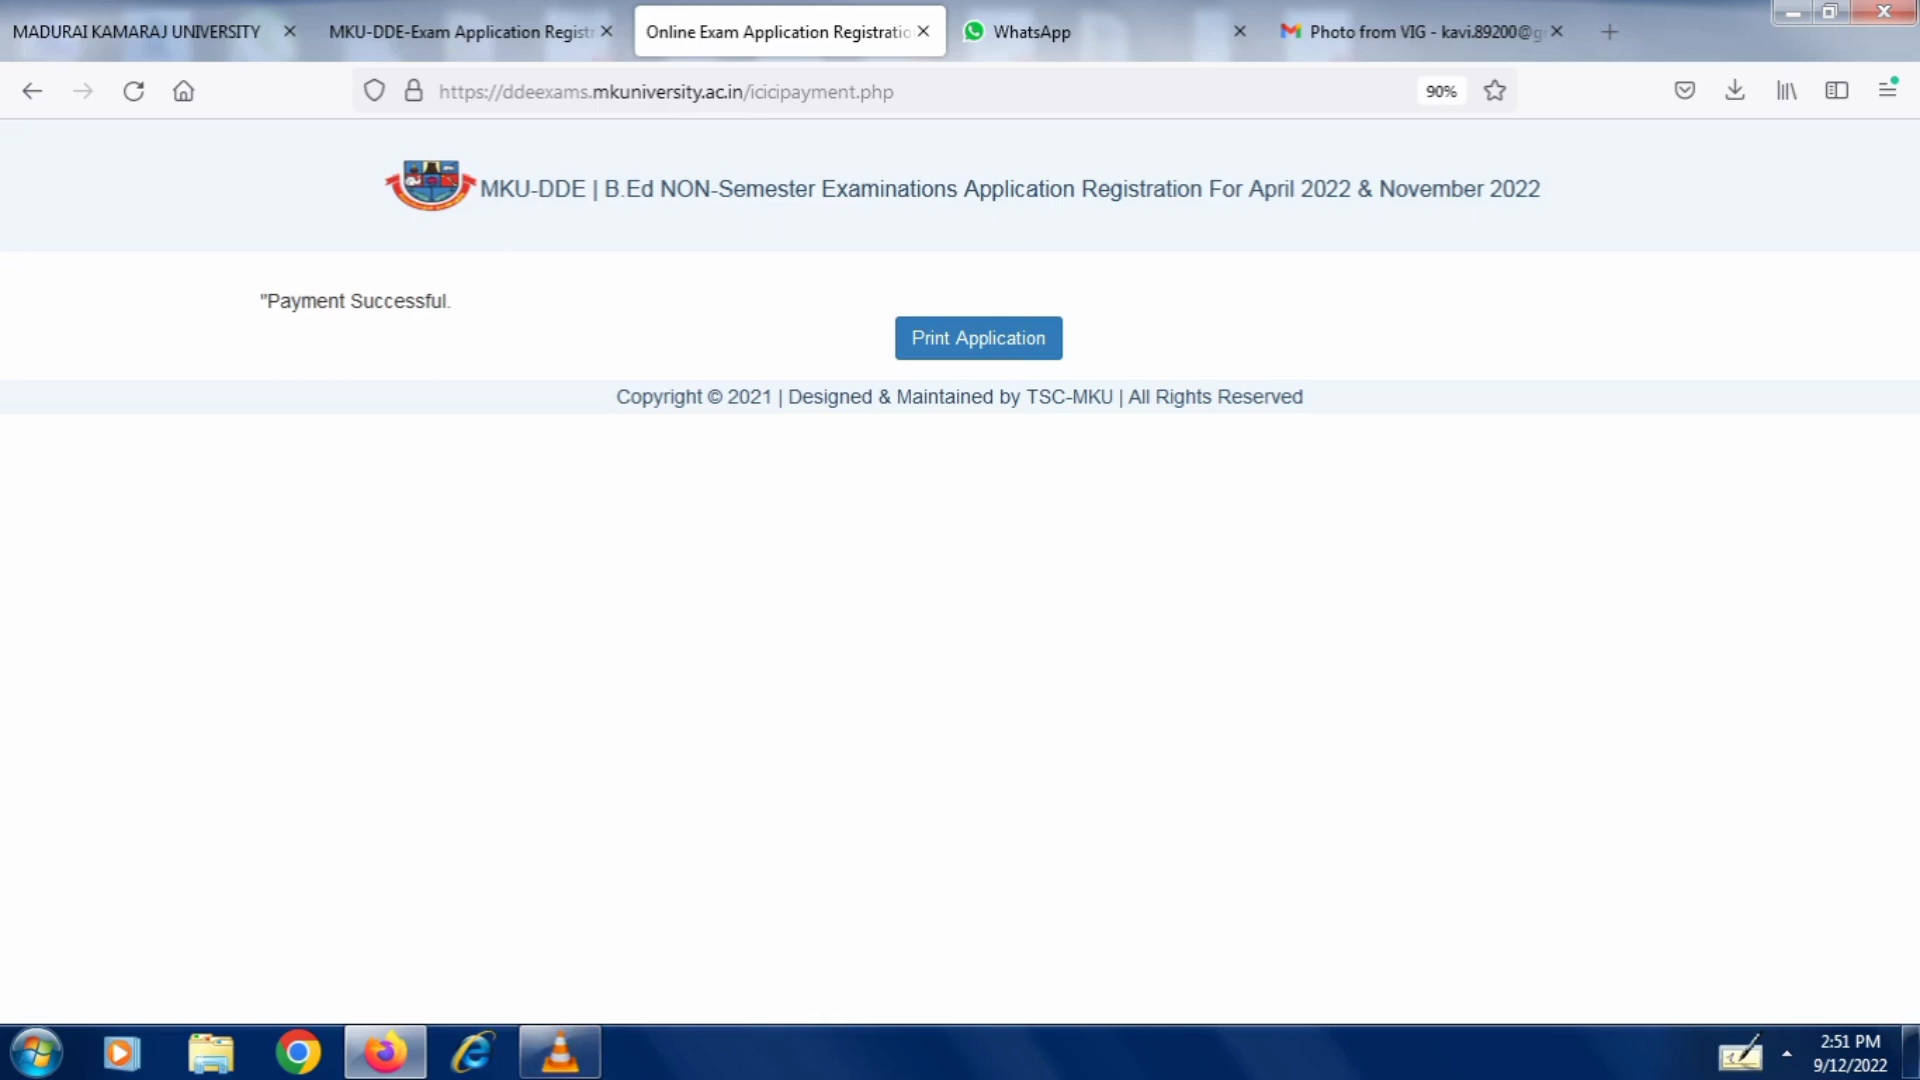 MADURAI KAMARAJ UNIVERSITY
MKU-DDE-Exam Application Registr
Online Exam Application Registratio
WhatsApp
Photo from VIG - kavi.89200@g
https://ddeexams.mkuniversity.ac.in/icicipayment.php
90%
MKU-DDE | B.Ed NON-Semester Examinations Application Registration For April 2022 & November 2022
"Payment Successful.
Print Application
Copyright © 2021 | Designed & Maintained by TSC-MKU | All Rights Reserved
2:51 PM
9/12/2022